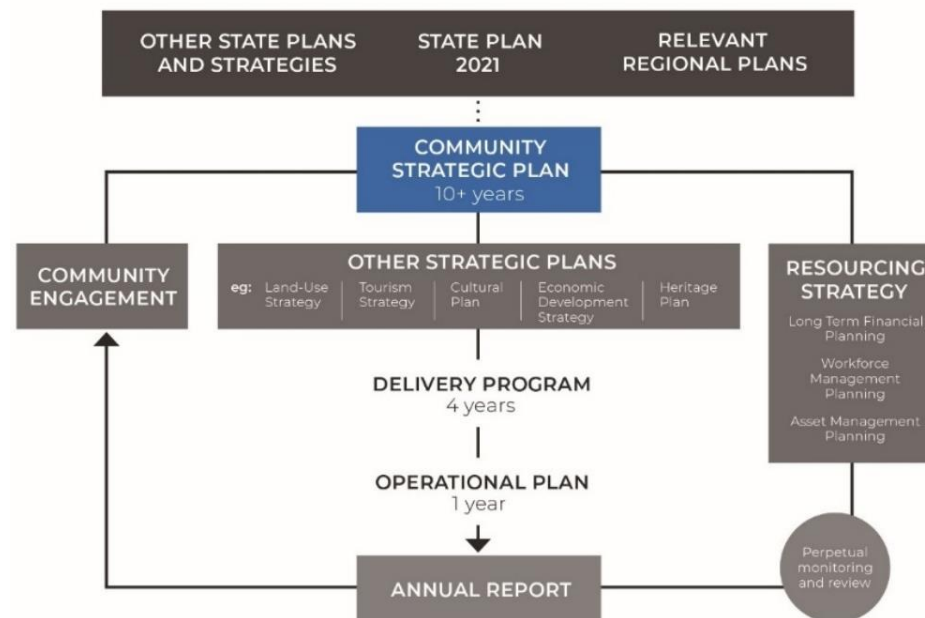 OTHER STATE PLANS
AND STRATEGIES
STATE PLAN
2021
RELEVANT
REGIONAL PLANS
COMMUNITY
STRATEGIC PLAN
10+ years
COMMUNITY
ENGAGEMENT
OTHER STRATEGIC PLANS
eg:
Land-Use
Strategy
Tourism
Strategy
Cultural
Plan
Economic
Development
Strategy
Heritage
Plan
RESOURCING
STRATEGY
Long Term Financial
Planning
Workforce
Management
Planning
Asset Management
Planning
DELIVERY PROGRAM
4 years
OPERATIONAL PLAN
1 year
ANNUAL REPORT
Perpetual
monitoring
and review